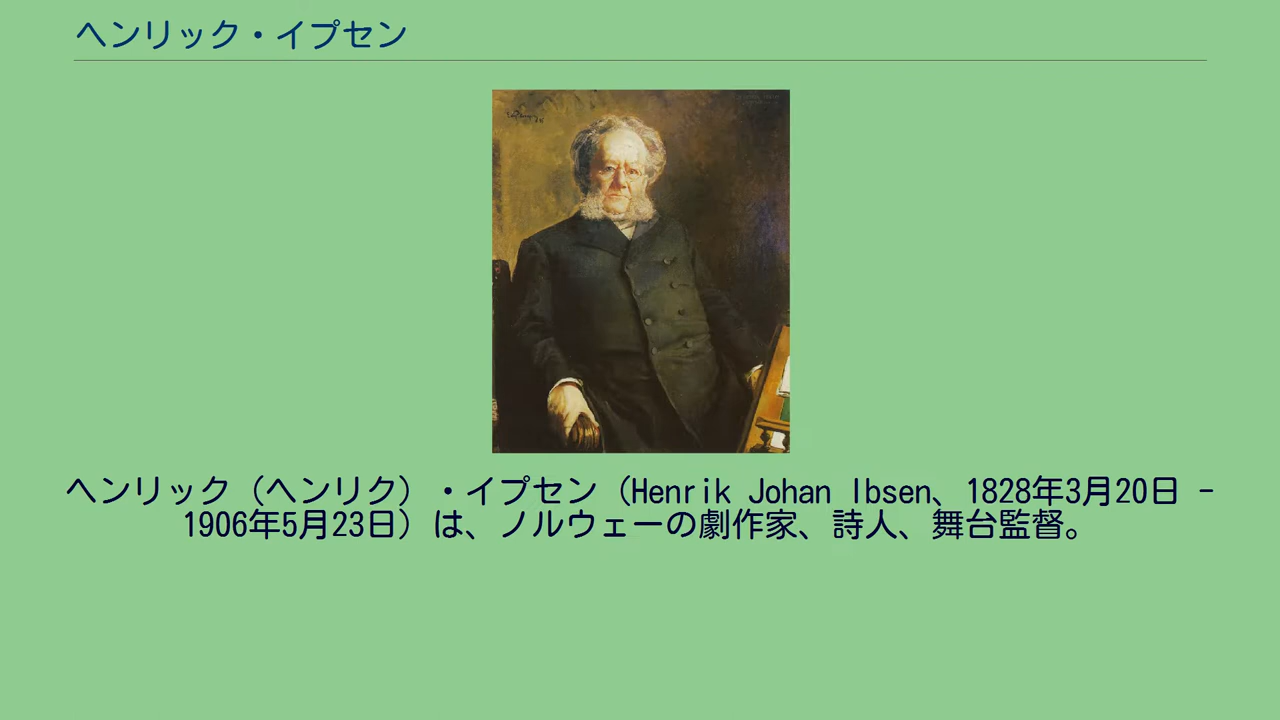 ヘンリック・イプセン
ヘンリック（ヘンリク）・イプセン（Henrik Johan Ibsen、1828年3月20日 -
1906年5月23日）は、ノルウェーの劇作家、詩人、舞台監督。